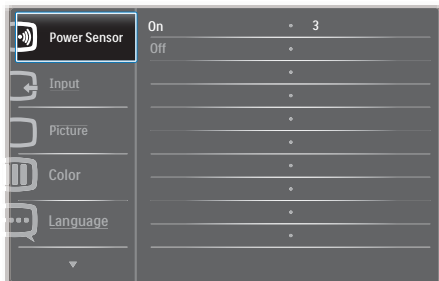 Power Sensor
On 3
Off
Input
Picture
Color
Language